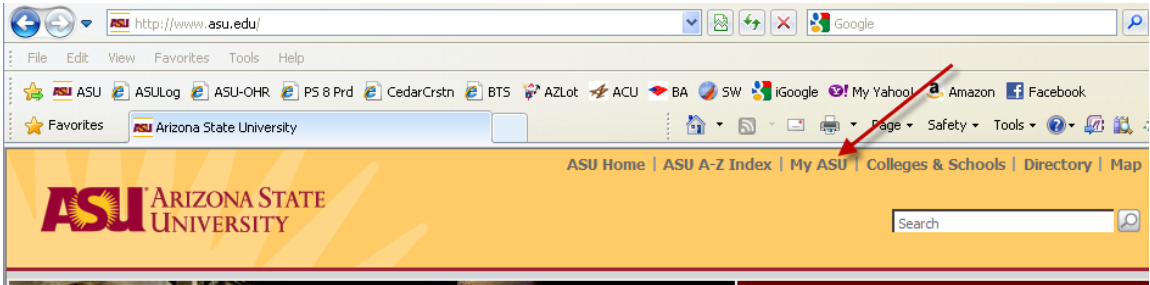 ASU http://www.asu.edu/ Google
File Edit View Favorites Tools Help
ASU ASULog ASU-OHR PS 8 Prd CedarCrstn BTS AZLot ACU BA SW iGoogle My Yahoo! Amazon Facebook
Favorites ASU Arizona State University Page Safety Tools
ASU Home | ASU A-Z Index | My ASU | Colleges & Schools | Directory | Map
ASU ARIZONA STATE
UNIVERSITY
Search